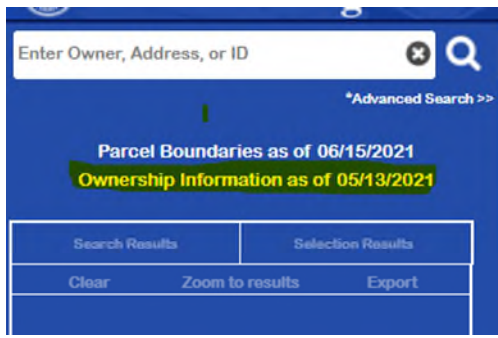 Enter Owner, Address, or ID
*Advanced Search >>
Parcel Boundaries as of 06/15/2021
Ownership Information as of 05/13/2021
Search Results Selection Results
Clear Zoom to results Export